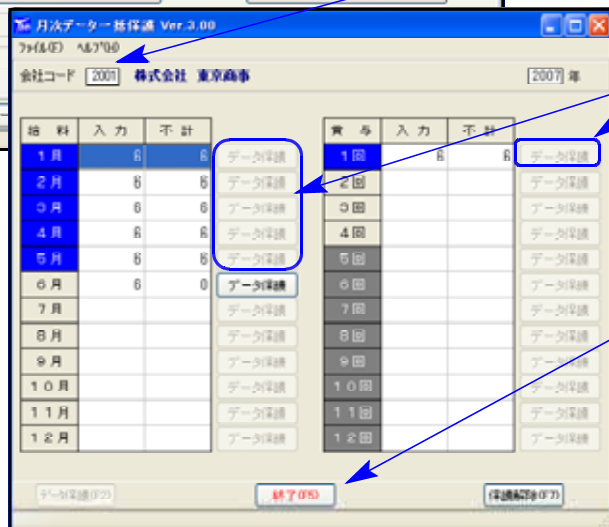 月次データ一括保護 Ver.3.00
ファイル(F) ヘルプ(H)
会社コード 2001 株式会社 東京商事 2007 年
給 料 入 力 不 計 賞 与 入 力 不 計
1 月 6 6 データ保護 1 回 6 6 データ保護
2 月 6 6 データ保護 2 回 データ保護
3 月 6 6 データ保護 3 回 データ保護
4 月 6 6 データ保護 4 回 データ保護
5 月 6 6 データ保護 5 回 データ保護
6 月 6 0 データ保護 6 回 データ保護
7 月 データ保護 7 回 データ保護
8 月 データ保護 8 回 データ保護
9 月 データ保護 9 回 データ保護
1 0 月 データ保護 1 0 回 データ保護
1 1 月 データ保護 1 1 回 データ保護
1 2 月 データ保護 1 2 回 データ保護
データ保護(F2) 終了(F5) 保護解除(F7)